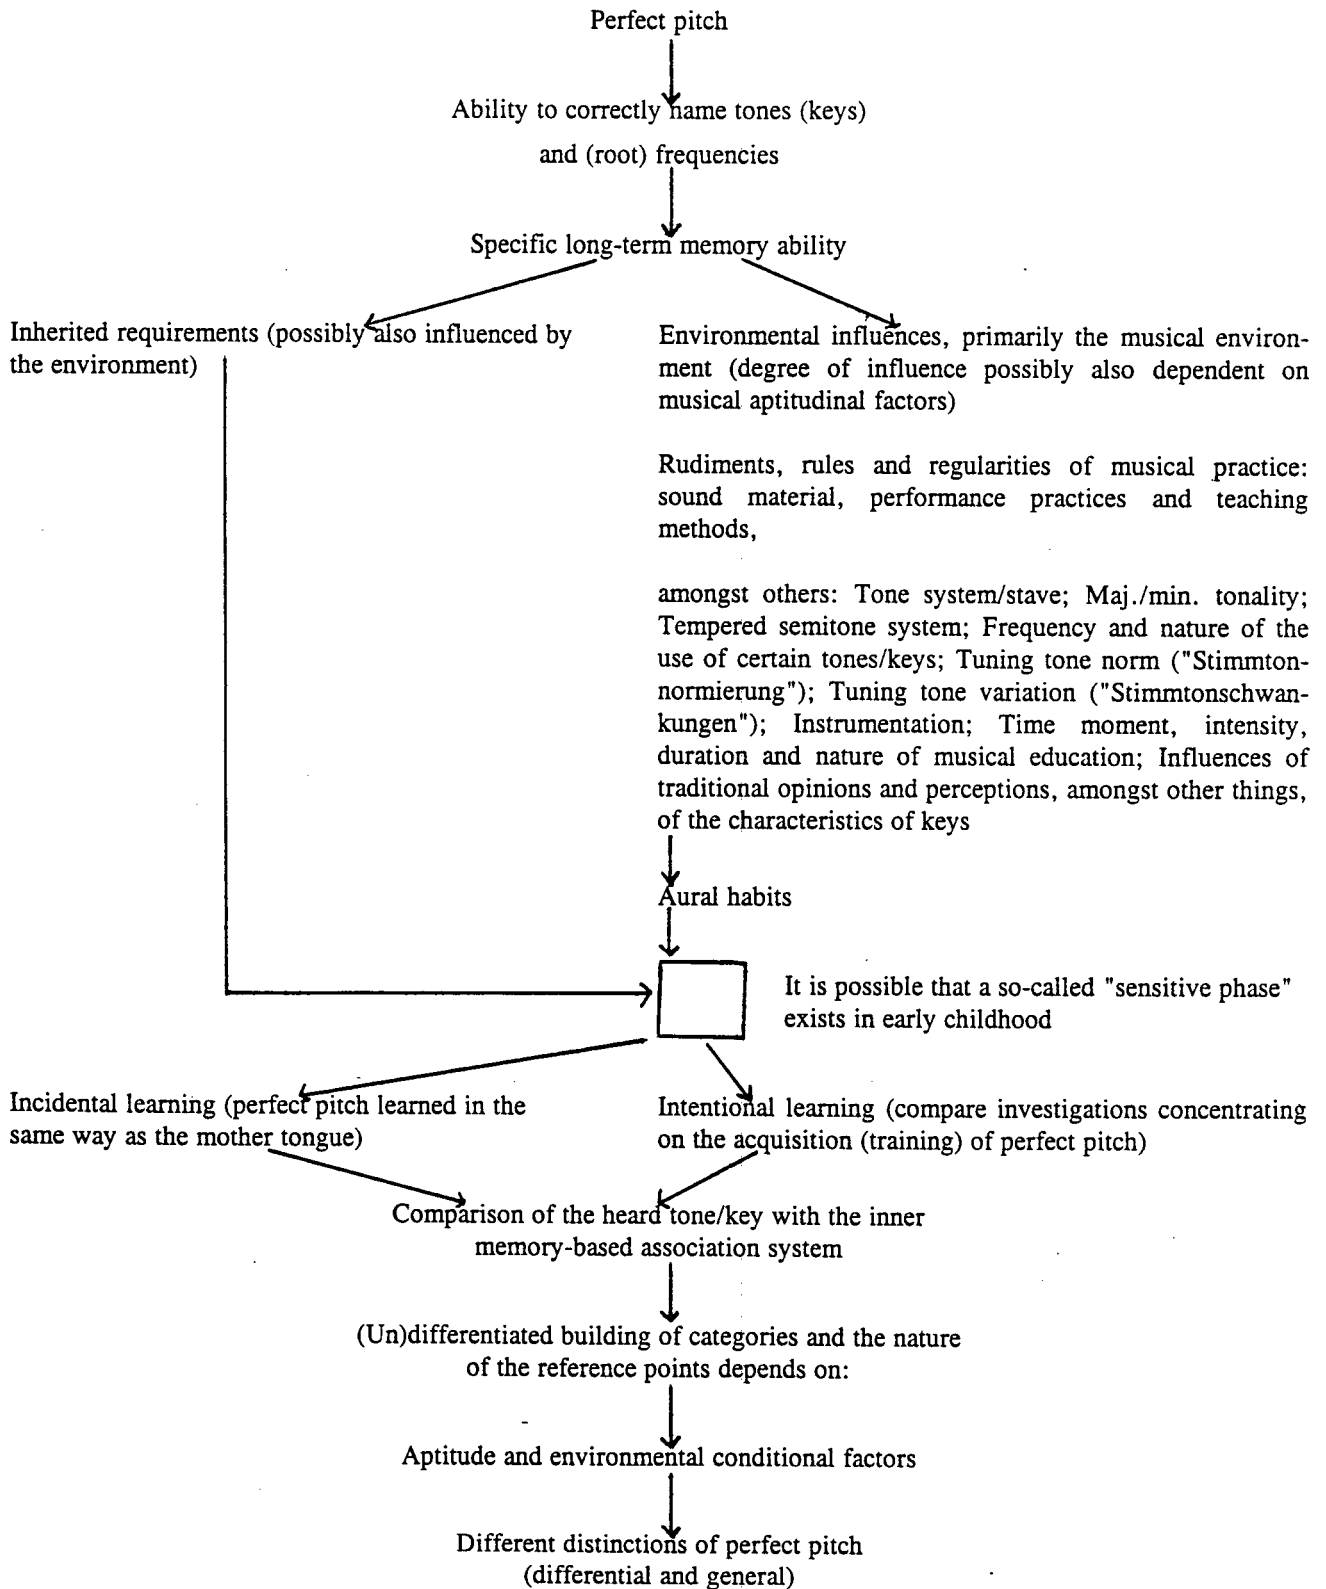 Perfect pitch
Ability to correctly name tones (keys)
and (root) frequencies
Specific long-term memory ability
Inherited requirements (possibly also influenced by
the environment)
Environmental influences, primarily the musical environ-
ment (degree of influence possibly also dependent on
musical aptitudinal factors)
Rudiments, rules and regularities of musical practice:
sound material, performance practices and teaching
methods,
amongst others: Tone system/stave; Maj./min. tonality;
Tempered semitone system; Frequency and nature of the
use of certain tones/keys; Tuning tone norm ("Stimmton-
normierung"); Tuning tone variation ("Stimmtonschwan-
kungen"); Instrumentation; Time moment, intensity,
duration and nature of musical education; Influences of
traditional opinions and perceptions, amongst other things,
of the characteristics of keys
Aural habits
It is possible that a so-called "sensitive phase"
exists in early childhood
Incidental learning (perfect pitch learned in the
same way as the mother tongue)
Intentional learning (compare investigations concentrating
on the acquisition (training) of perfect pitch)
Comparison of the heard tone/key with the inner
memory-based association system
(Un)differentiated building of categories and the nature
of the reference points depends on:
Aptitude and environmental conditional factors
Different distinctions of perfect pitch
(differential and general)